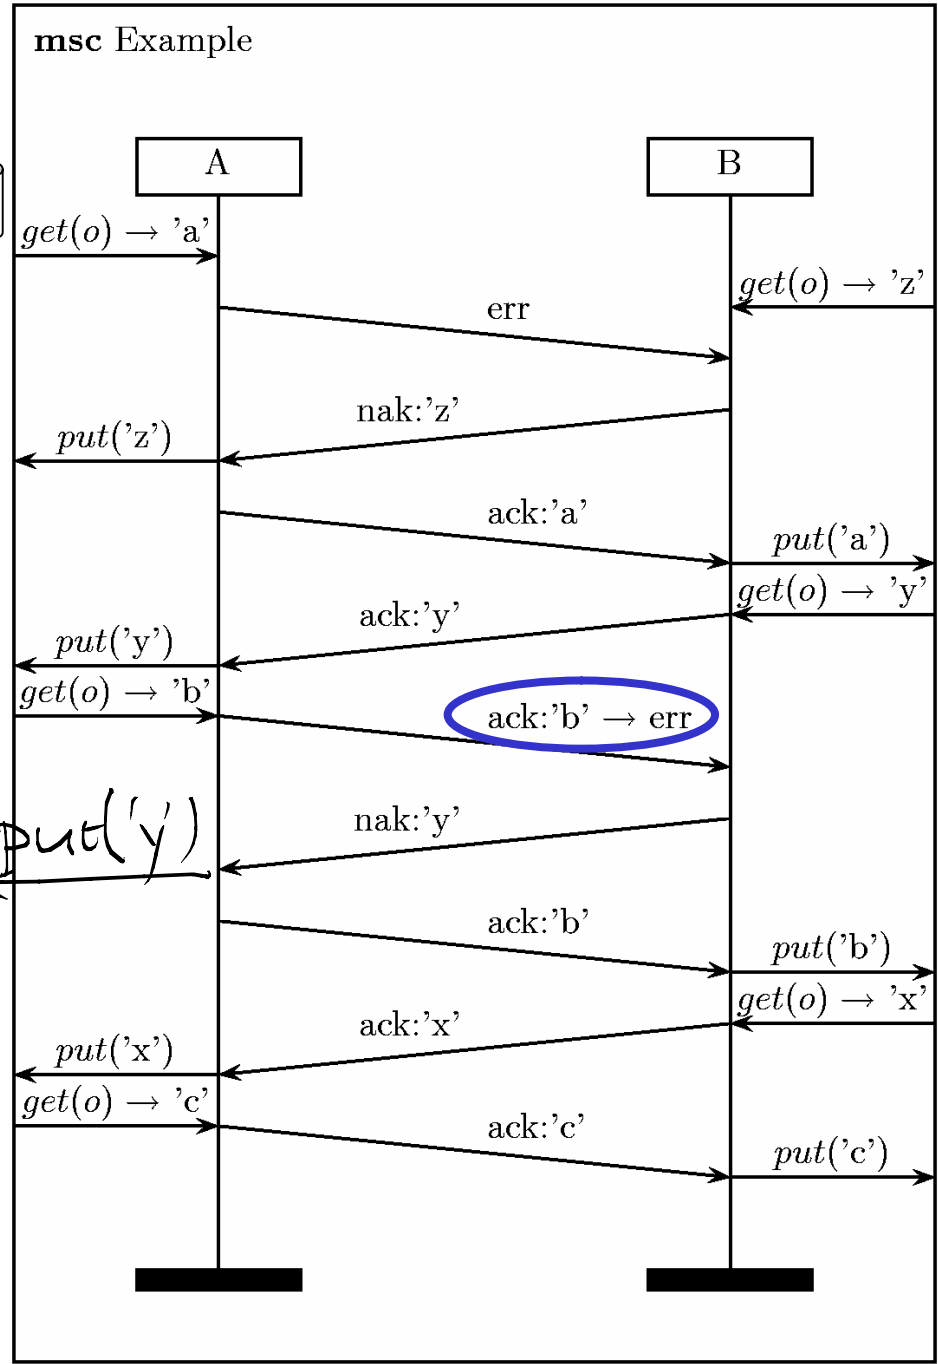 msc Example
A
B
get(o) → 'a'
get(o) → 'z'
err
nak:'z'
put('z')
ack:'a'
put('a')
get(o) → 'y'
ack:'y'
put('y')
get(o) → 'b'
ack:'b' → err
put('y')
nak:'y'
ack:'b'
put('b')
get(o) → 'x'
ack:'x'
put('x')
get(o) → 'c'
ack:'c'
put('c')